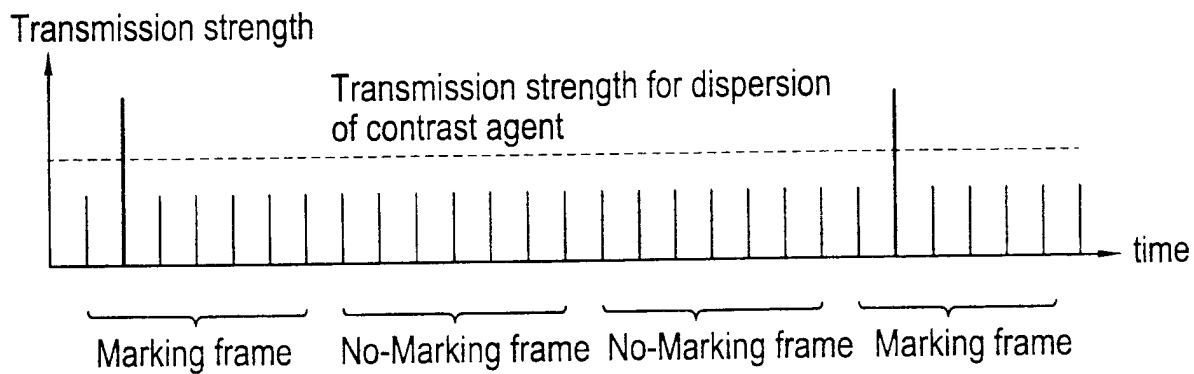 Transmission strength
Transmission strength for dispersion
of contrast agent
time
Marking frame
No-Marking frame
No-Marking frame
Marking frame